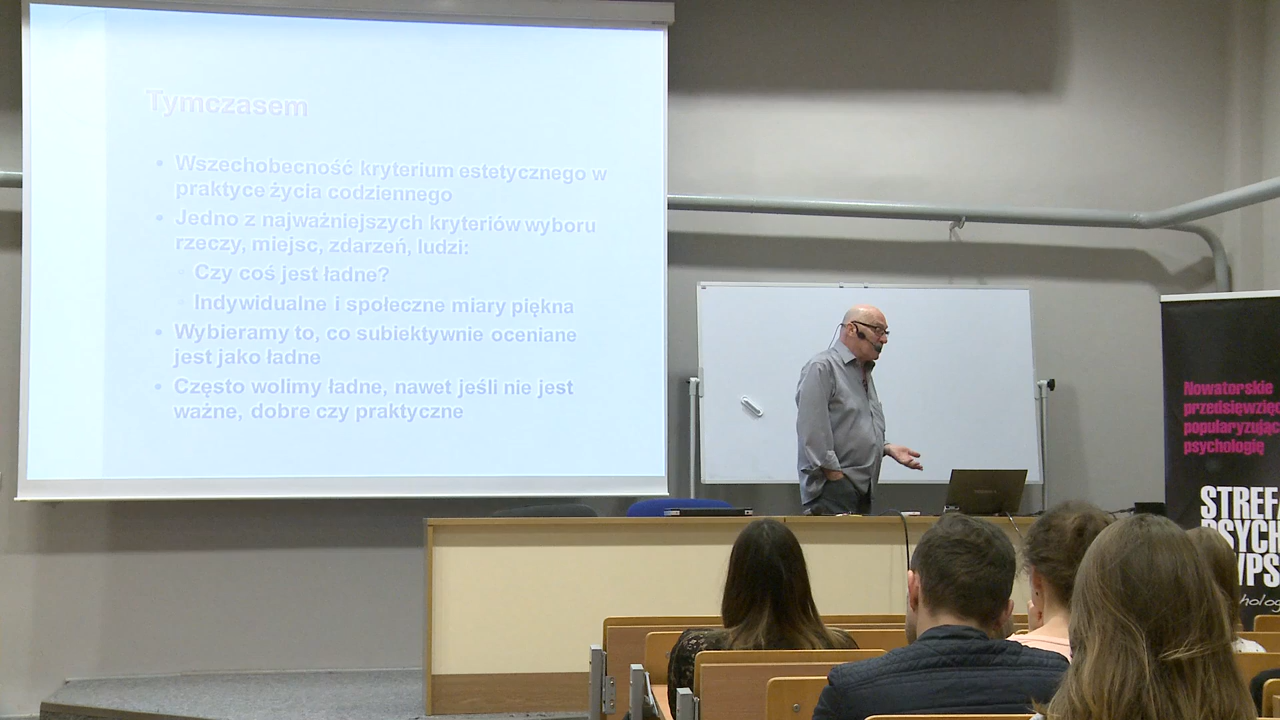 Tymczasem
• Wszechobecność kryterium estetycznego w
praktyce życia codziennego
• Jedno z najważniejszych kryteriów wyboru
rzeczy, miejsc, zdarzeń, ludzi:
Czy coś jest ładne?
Indywidualne i społeczne miary piękna
• Wybieramy to, co subiektywnie oceniane
jest jako ładne
• Często wolimy ładne, nawet jeśli nie jest
ważne, dobre czy praktyczne
Nowatorskie
psychologię